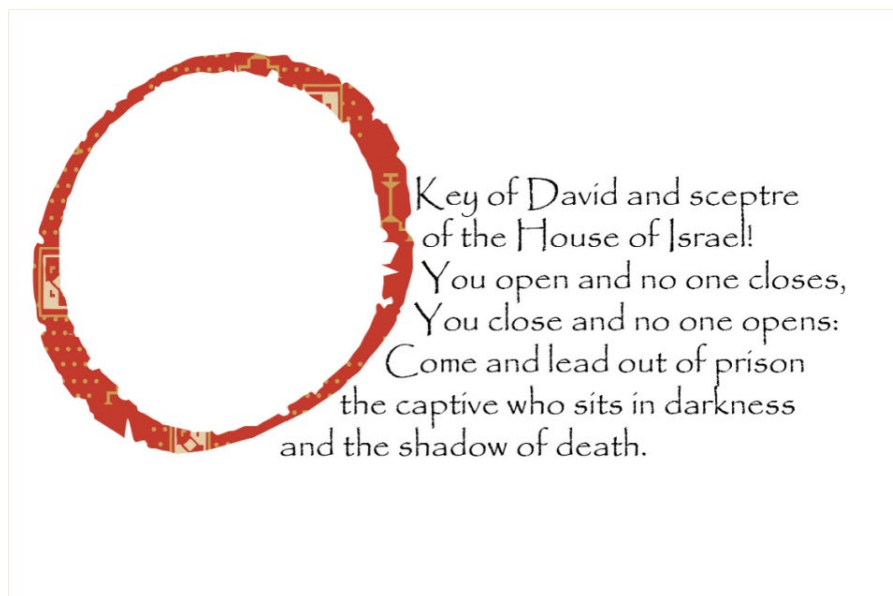 O Key of David and sceptre
of the House of Israel!
You open and no one closes,
You close and no one opens:
Come and lead out of prison
the captive who sits in darkness
and the shadow of death.